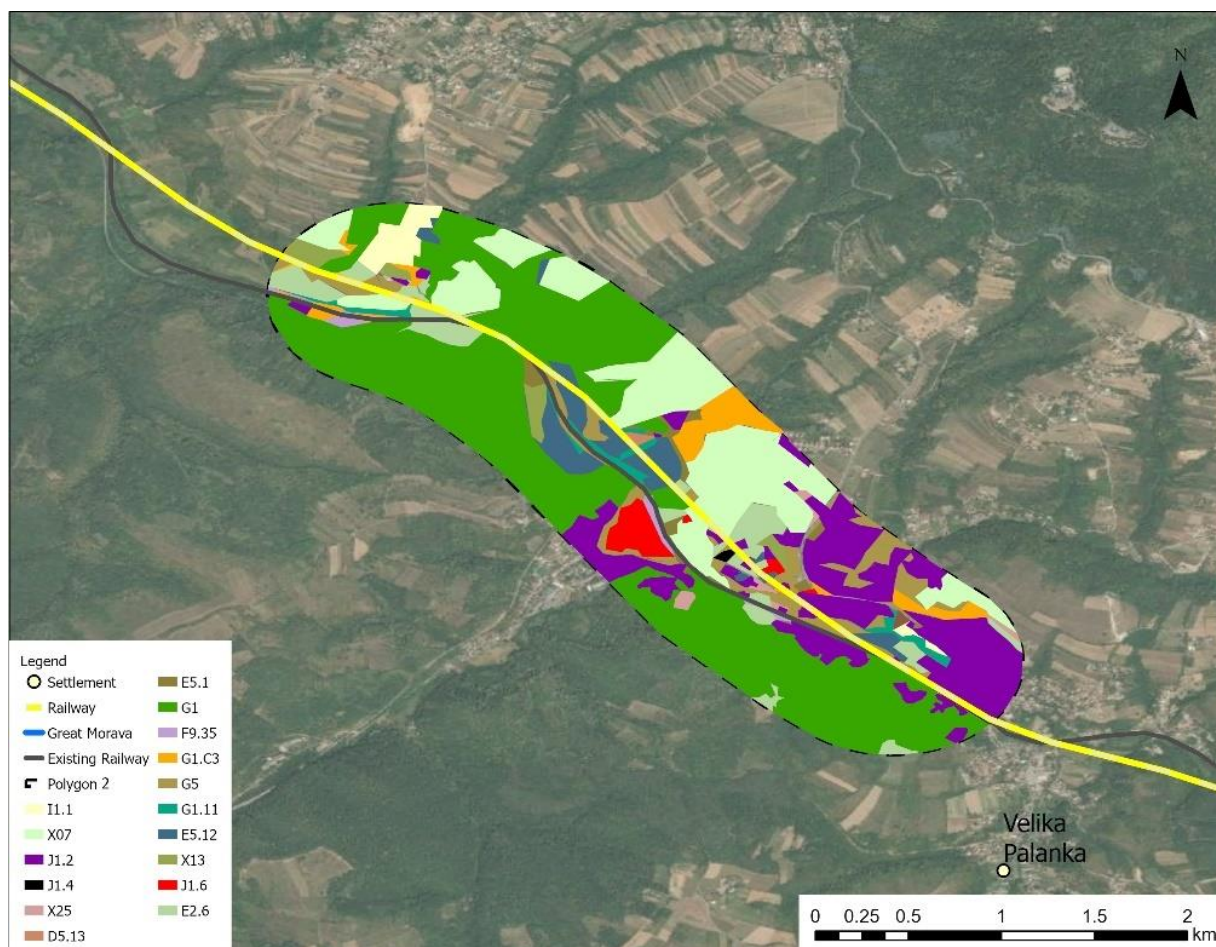 N
Legend
Settlement
Railway
Great Morava
Existing Railway
Polygon 2
I1.1
X07
J1.2
J1.4
X25
D5.13
E5.1
G1
F9.35
G1.C3
G5
G1.11
E5.12
X13
J1.6
E2.6
Velika
Palanka
0 0.25 0.5 1 1.5 2
km